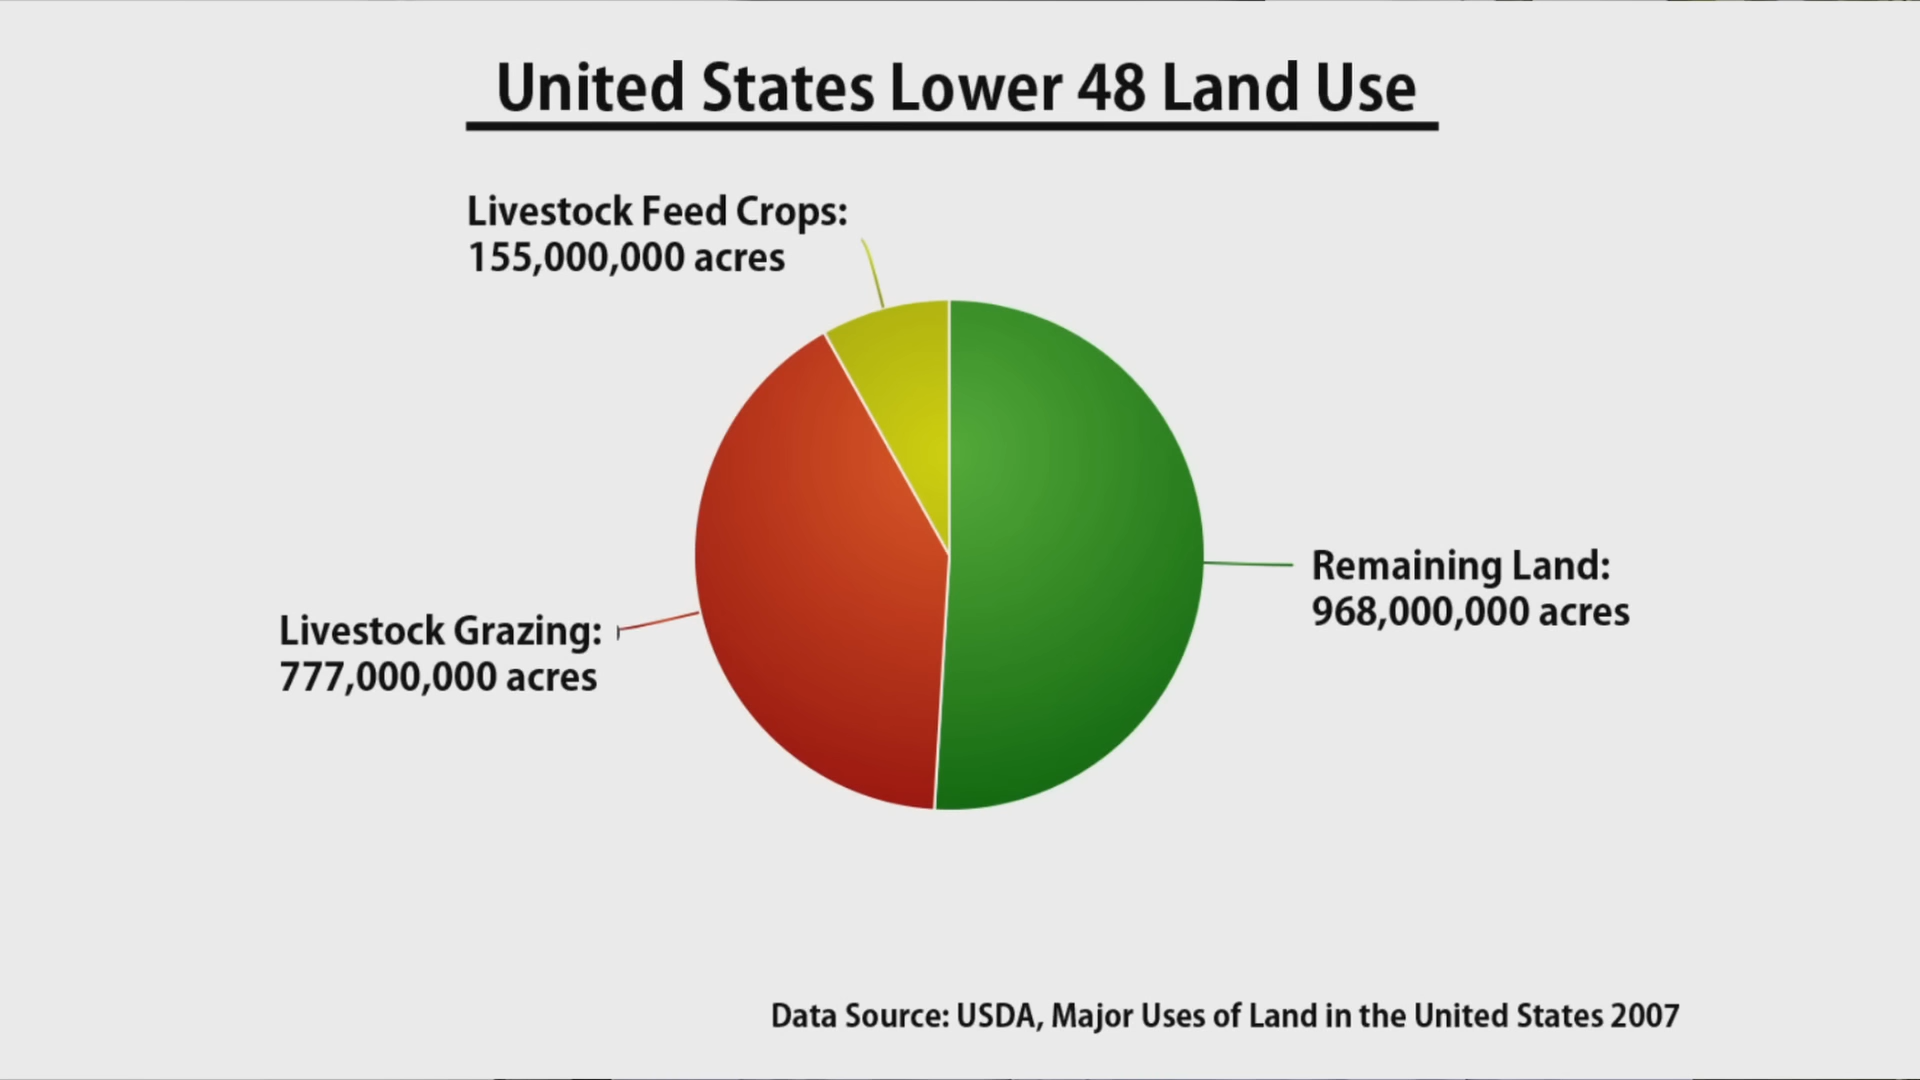 United States Lower 48 Land Use
Livestock Feed Crops:
155,000,000 acres
Remaining Land:
968,000,000 acres
Livestock Grazing:
777,000,000 acres
Data Source: USDA, Major Uses of Land in the United States 2007